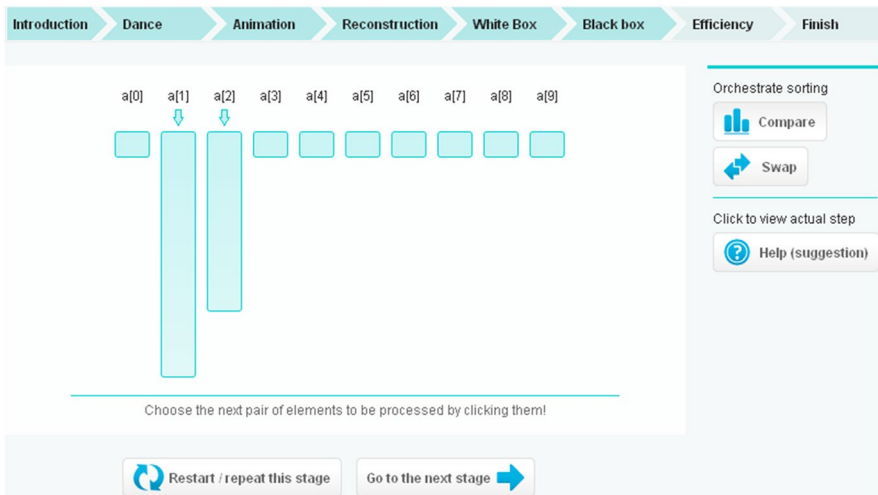 Introduction Dance Animation Reconstruction White Box Black box Efficiency Finish
a[0] a[1] a[2] a[3] a[4] a[5] a[6] a[7] a[8] a[9]
Choose the next pair of elements to be processed by clicking them!
Restart / repeat this stage
Go to the next stage
Orchestrate sorting
Compare
Swap
Click to view actual step
Help (suggestion)